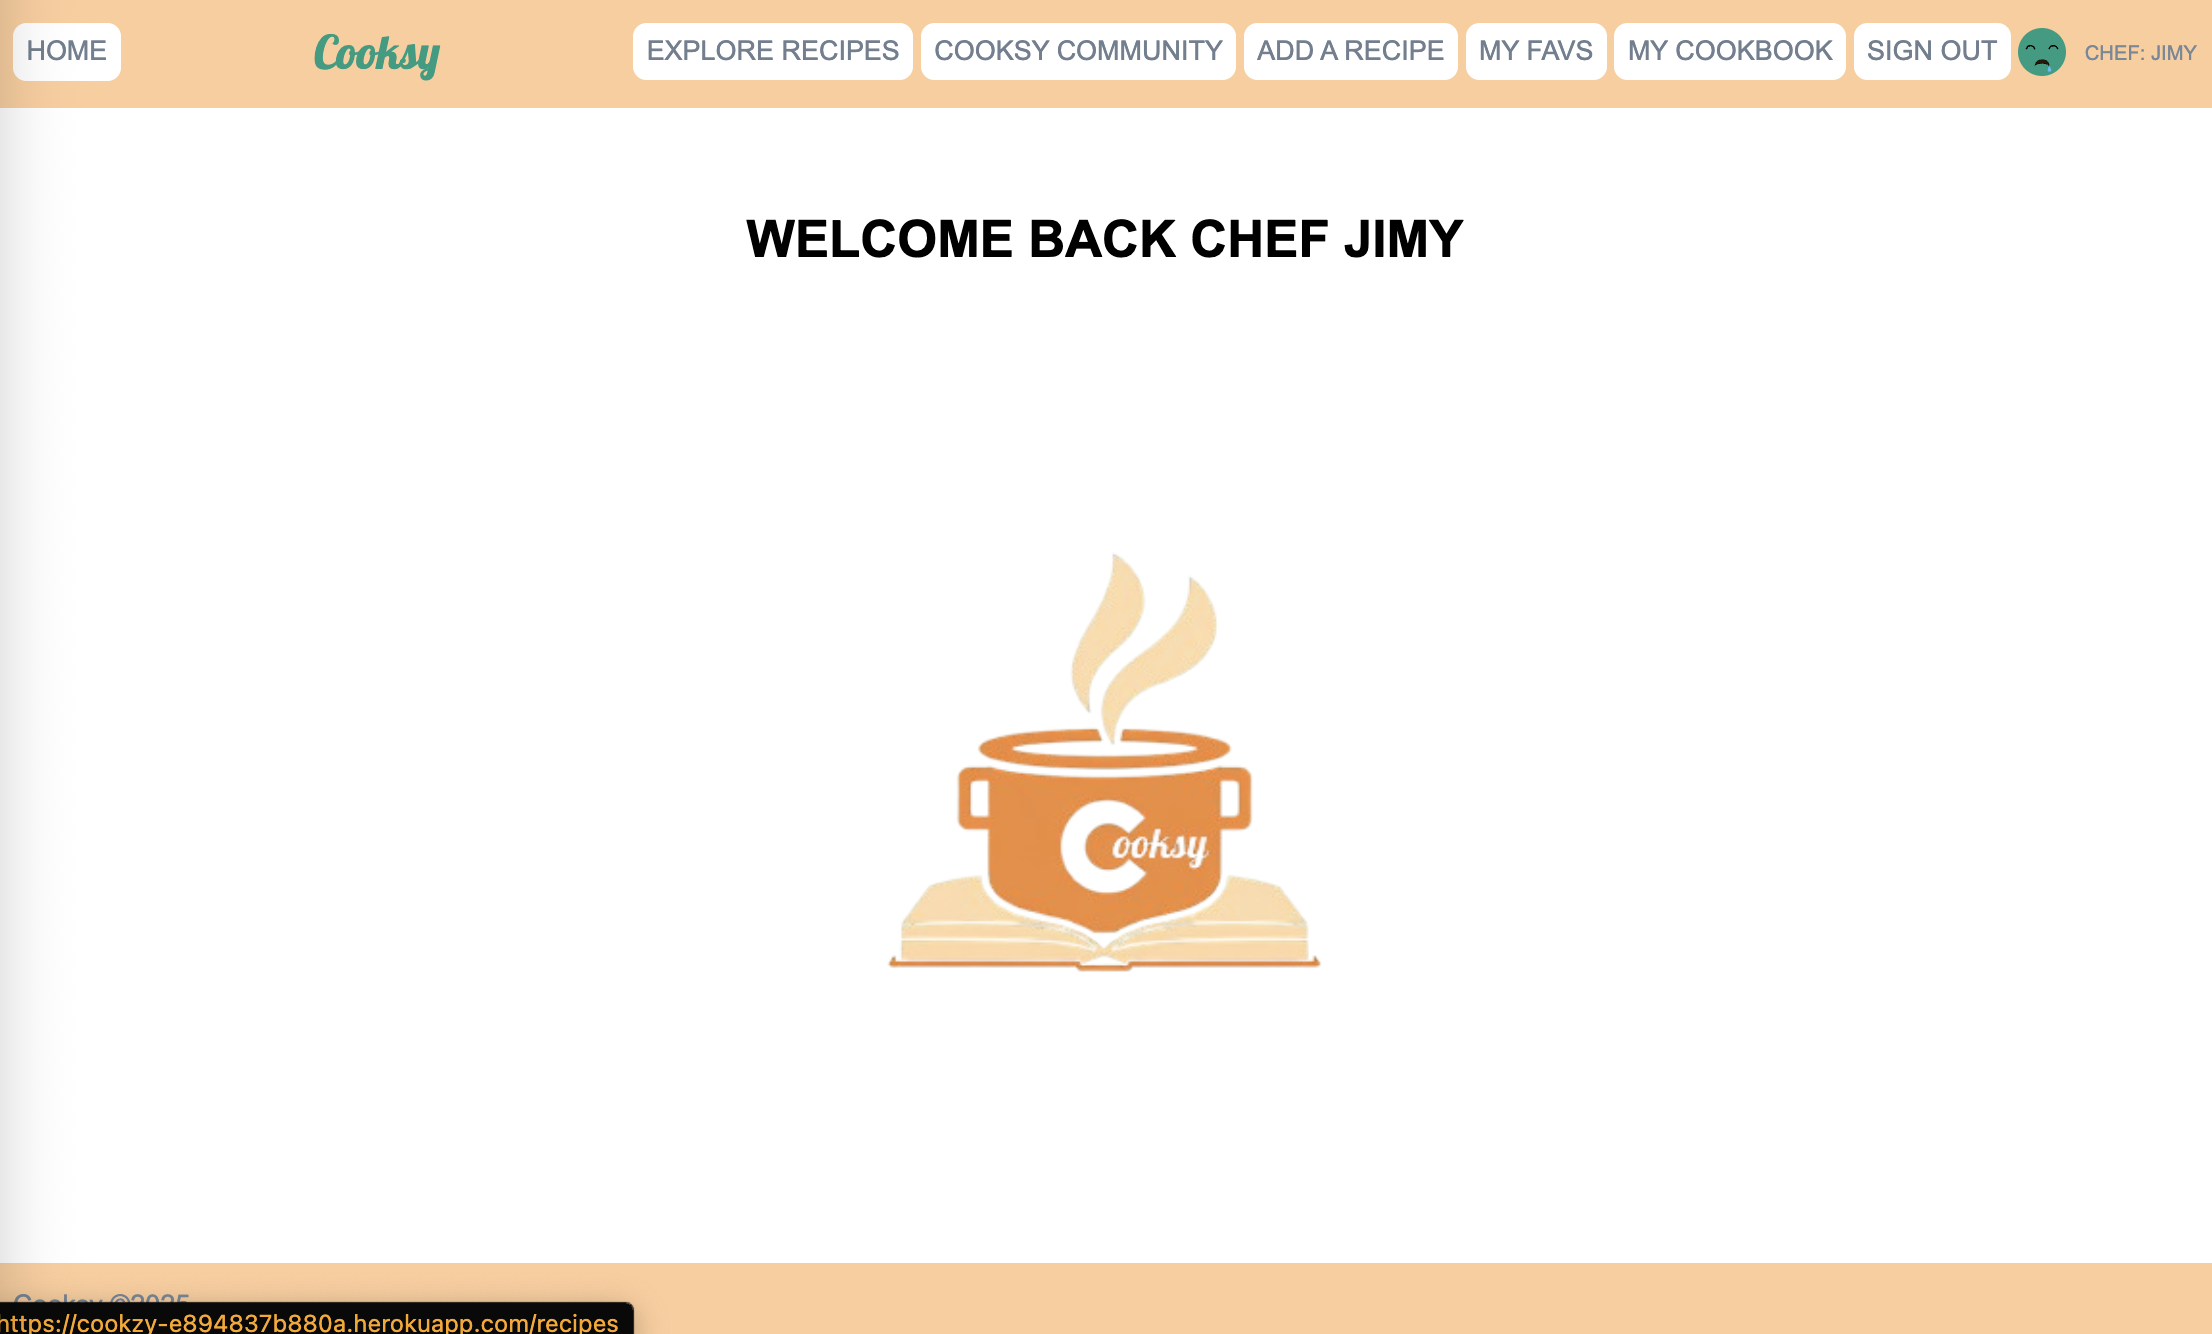 HOME
Cooksy
EXPLORE RECIPES
COOKSY COMMUNITY
ADD A RECIPE
MY FAVS
MY COOKBOOK
SIGN OUT
CHEF: JIMY
WELCOME BACK CHEF JIMY
Cooksy
Cooksy ©2025
https://cookzy-e894837b880a.herokuapp.com/recipes